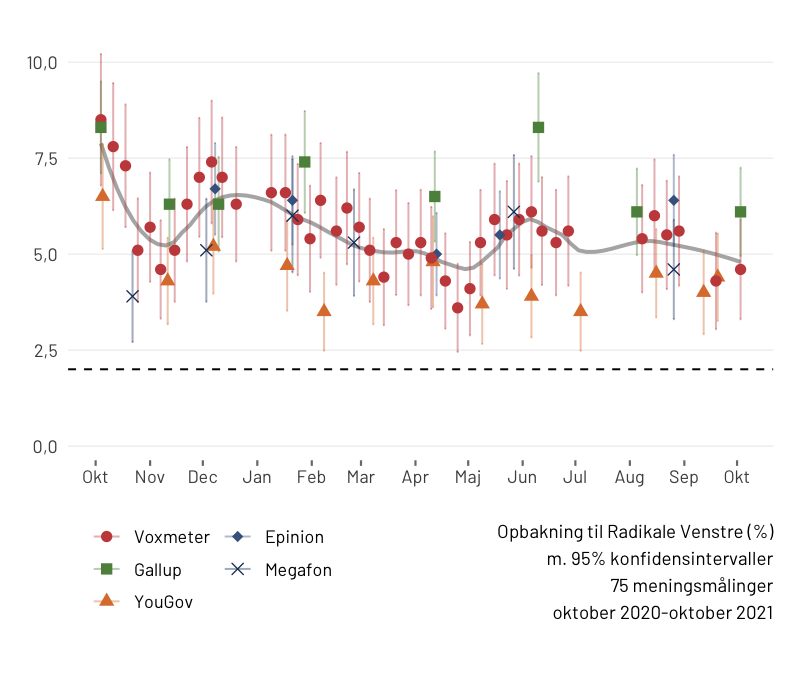 10,0
7,5
5,0
2,5
0,0
Okt Nov Dec Jan Feb Mar Apr Maj Jun Jul Aug Sep Okt
Voxmeter Epinion
Gallup Megafon
YouGov
Opbakning til Radikale Venstre (%)
m. 95% konfidensintervaller
75 meningsmålinger
oktober 2020-oktober 2021